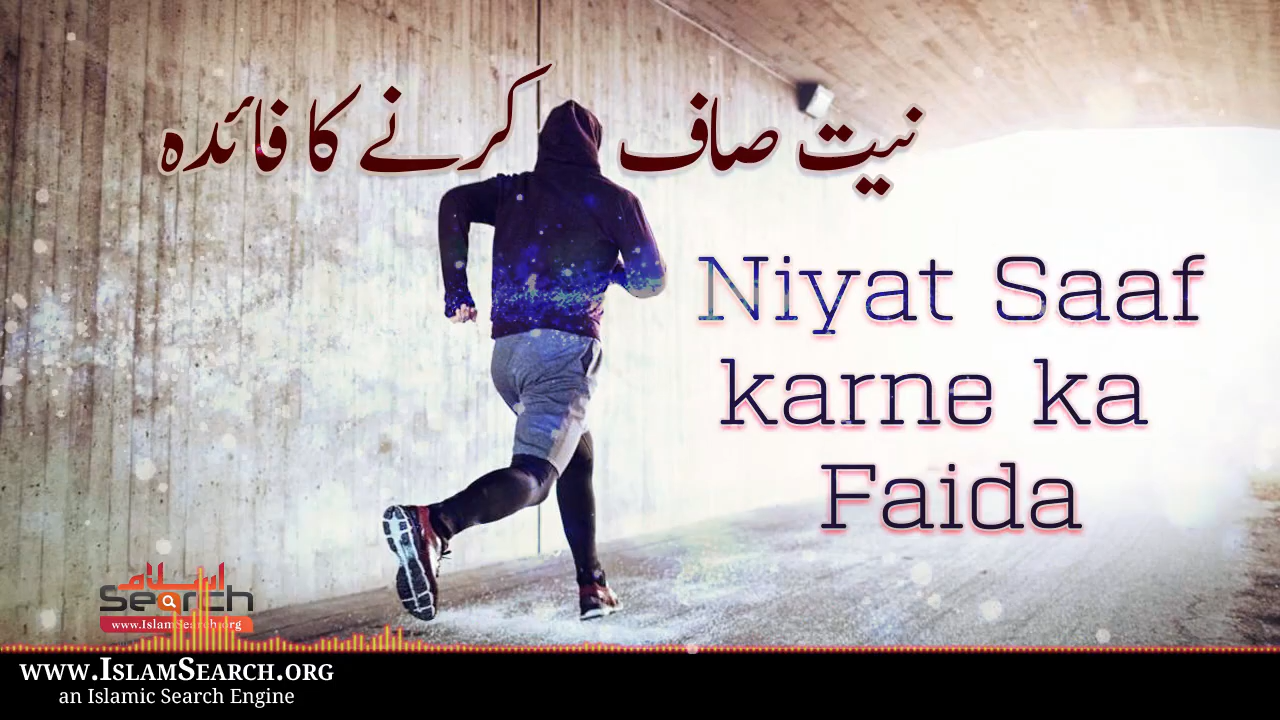 نیت صاف کرنے کا فائدہ
Niyat Saaf
karne ka
Faida
اسلام
Search
www.IslamSearch.org
www.IslamSearch.org
an Islamic Search Engine